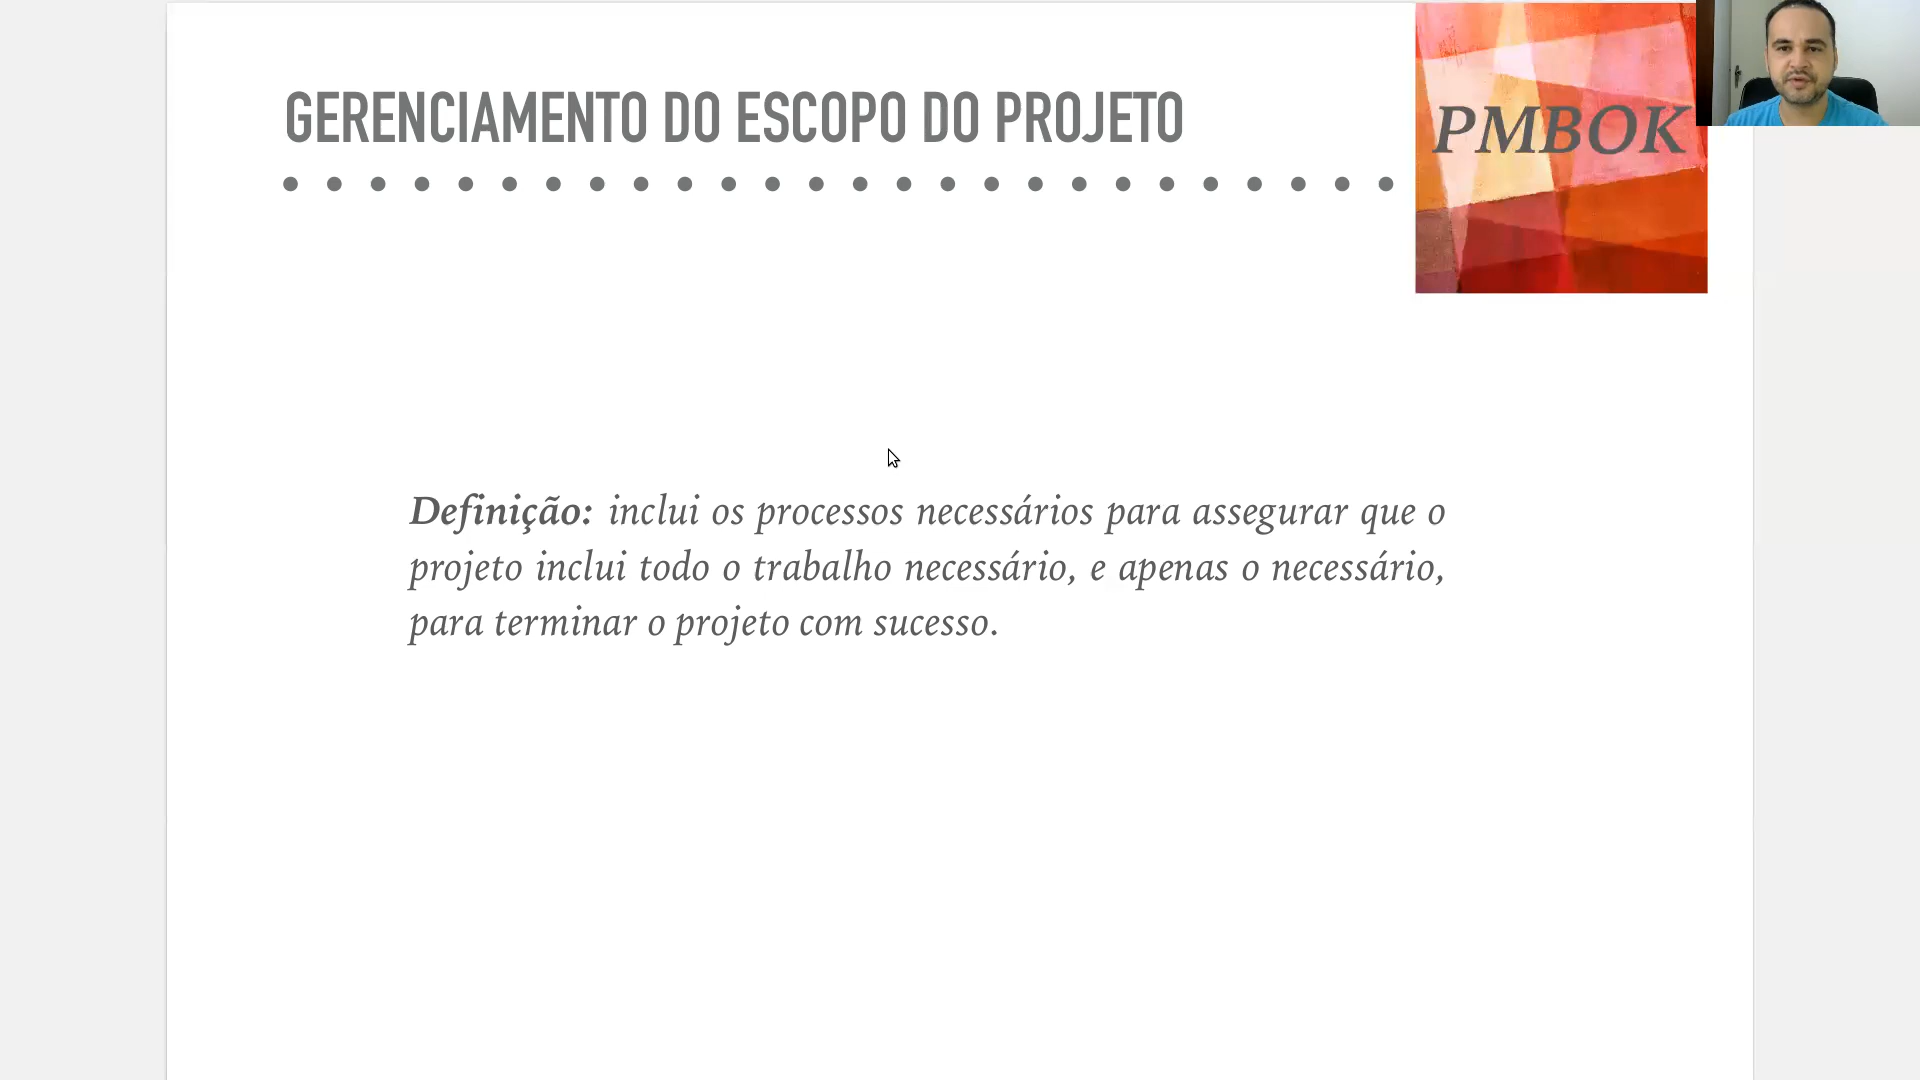 GERENCIAMENTO DO ESCOPO DO PROJETO
PMBOK
Definição: inclui os processos necessários para assegurar que o
projeto inclui todo o trabalho necessário, e apenas o necessário,
para terminar o projeto com sucesso.